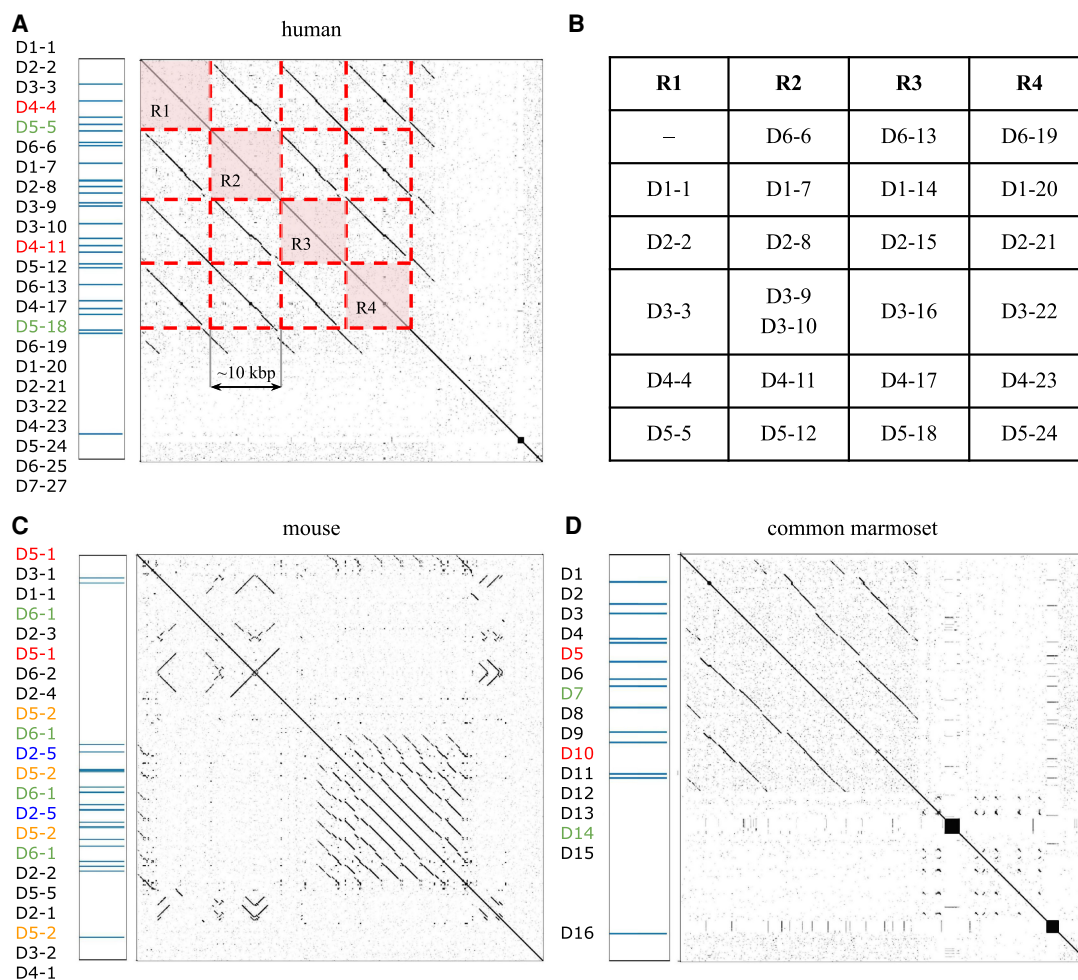 A
human
D1-1
D2-2
D3-3
D4-4
D5-5
D6-6
D1-7
D2-8
D3-9
D3-10
D4-11
D5-12
D6-13
D4-17
D5-18
D6-19
D1-20
D2-21
D3-22
D4-23
D5-24
D6-25
D7-27
R1
R2
R3
R4
~10 kbp
B
R1 R2 R3 R4
– D6-6 D6-13 D6-19
D1-1 D1-7 D1-14 D1-20
D2-2 D2-8 D2-15 D2-21
D3-3 D3-9 D3-10 D3-16 D3-22
D4-4 D4-11 D4-17 D4-23
D5-5 D5-12 D5-18 D5-24
C
mouse
D5-1
D3-1
D1-1
D6-1
D2-3
D5-1
D6-2
D2-4
D5-2
D6-1
D2-5
D5-2
D6-1
D2-5
D5-2
D6-1
D2-2
D5-5
D2-1
D5-2
D3-2
D4-1
D
common marmoset
D1
D2
D3
D4
D5
D6
D7
D8
D9
D10
D11
D12
D13
D14
D15
D16